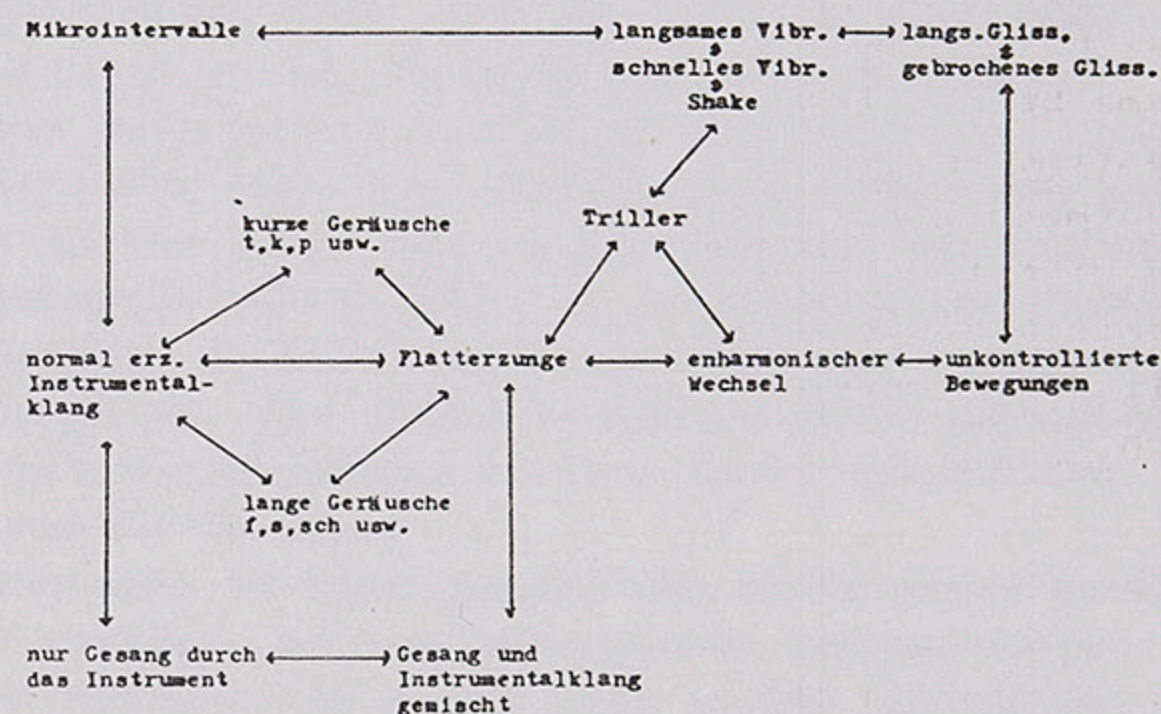 Mikrointervalle
langsames Vibr.
langs.Gliss.
schnelles Vibr.
gebrochenes Gliss.
Shake
kurze Geräusche
t,k,p usw.
Triller
normal erz.
Instrumental-
klang
Flatterzunge
enharmonischer
Wechsel
unkontrollierte
Bewegungen
lange Geräusche
f,s,sch usw.
nur Gesang durch
das Instrument
Gesang und
Instrumentalklang
gemischt